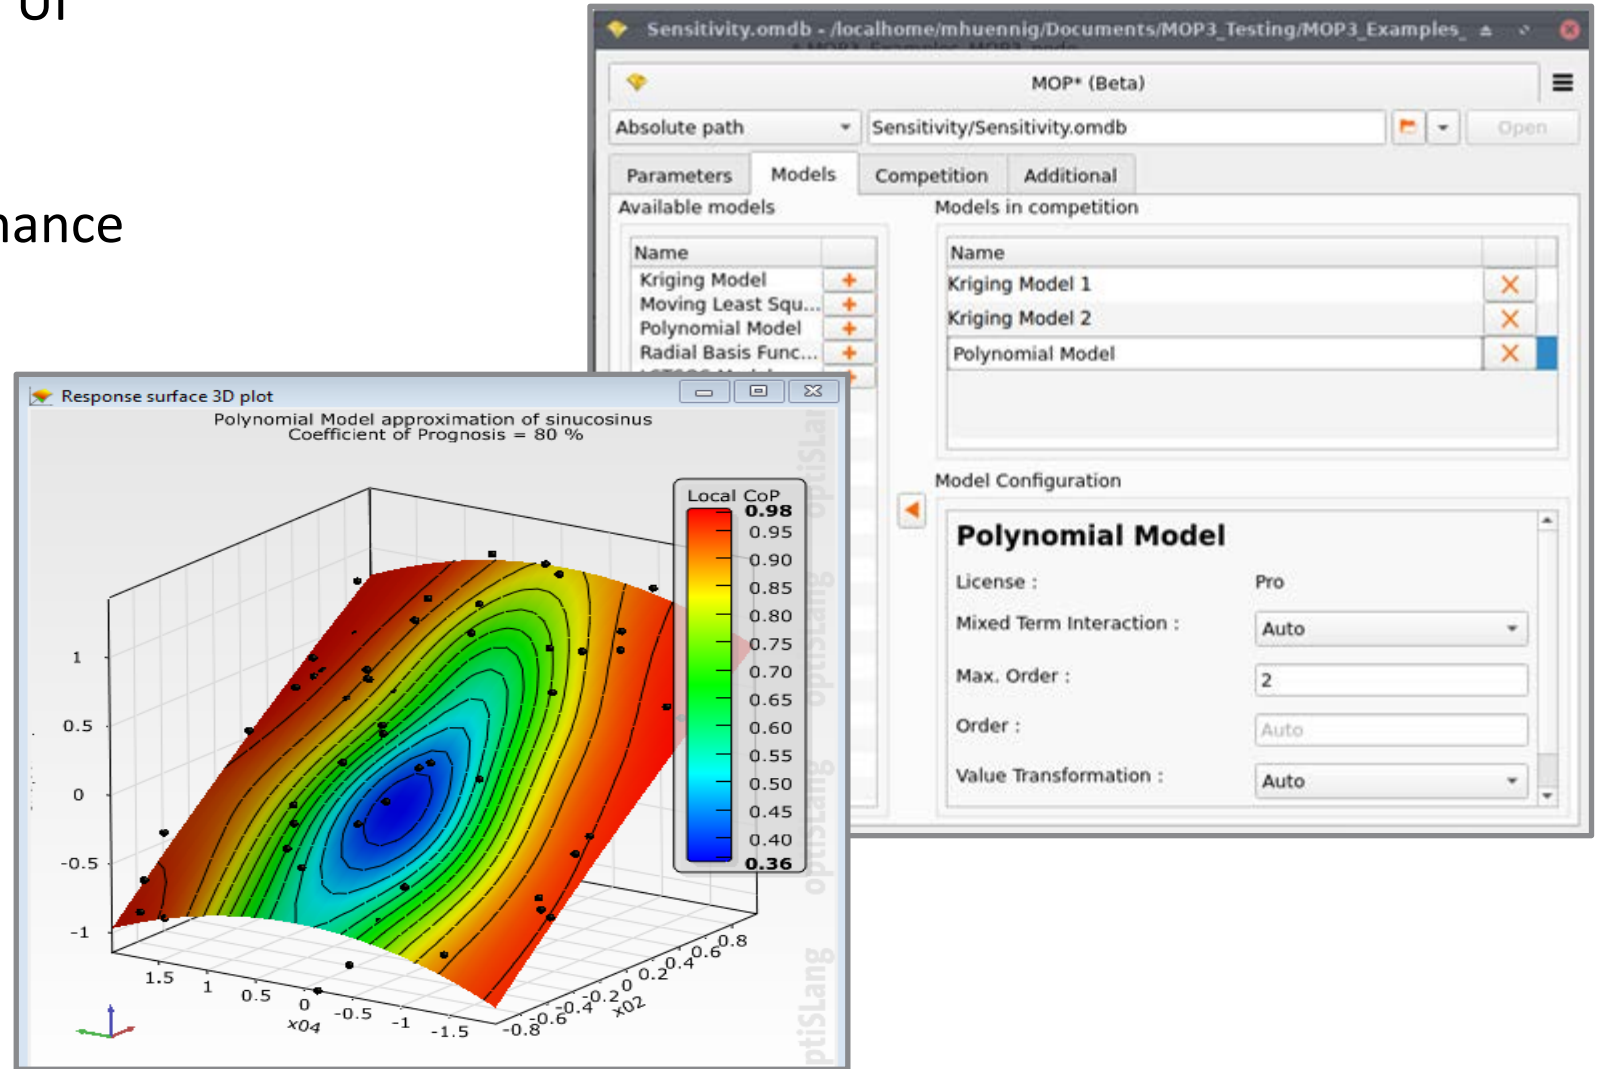 UI
nance
Sensitivity.omdb - /localhome/mhuennig/Documents/MOP3_Testing/MOP3_Examples_
MOP* (Beta)
Absolute path
Sensitivity/Sensitivity.omdb
Open
Parameters
Models
Competition
Additional
Available models
Models in competition
Name
Name
Kriging Model
Moving Least Squ...
Polynomial Model
Radial Basis Func...
Kriging Model 1
Kriging Model 2
Polynomial Model
Model Configuration
Polynomial Model
License :
Pro
Mixed Term Interaction :
Auto
Max. Order :
2
Order :
Auto
Value Transformation :
Auto
Response surface 3D plot
Polynomial Model approximation of sinucosinus
Coefficient of Prognosis = 80 %
Local CoP
0.98
0.95
0.90
0.85
0.80
0.75
0.70
0.65
0.60
0.55
0.50
0.45
0.40
0.36
1
0.5
0
-0.5
-1
1.5
1
0.5
0
-0.5
-1
-1.5
x04
-0.8
-0.6
-0.4
-0.2
0
0.2
0.4
0.6
0.8
x02
optiSLang
optiSLang
optiSLang
ptiSLang